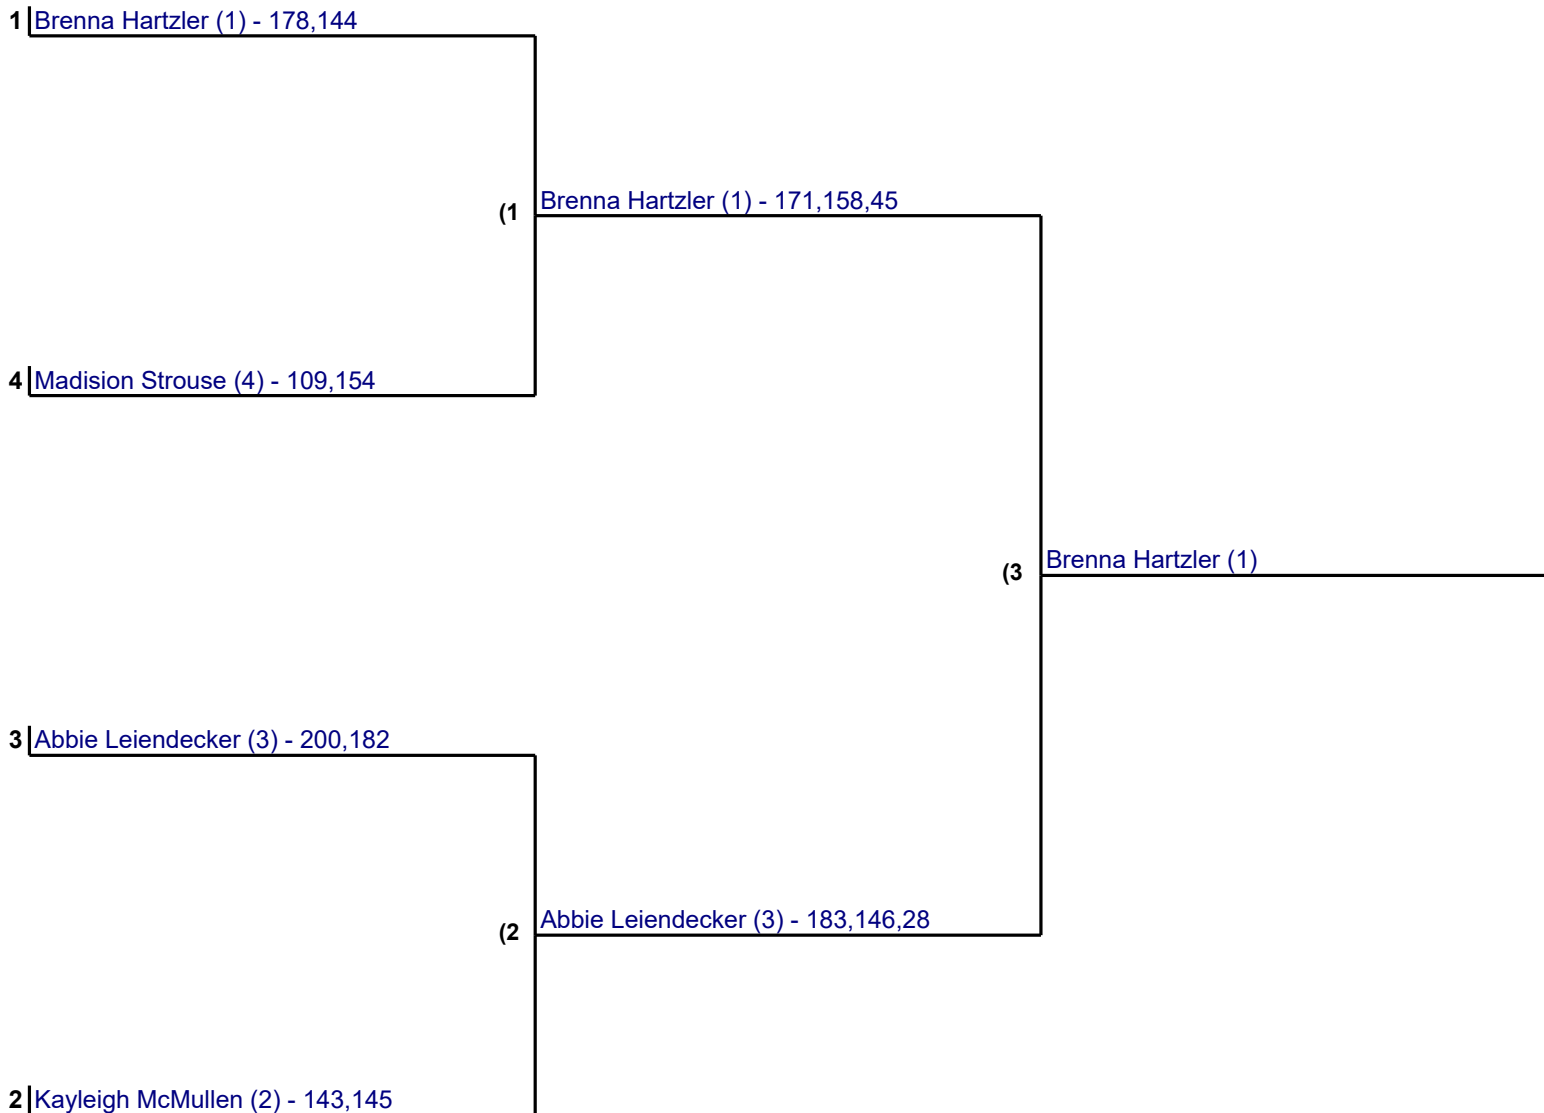 1 Brenna Hartzler (1) - 178,144
(1 Brenna Hartzler (1) - 171,158,45
4 Madision Strouse (4) - 109,154
(3 Brenna Hartzler (1)
3 Abbie Leiendecker (3) - 200,182
(2 Abbie Leiendecker (3) - 183,146,28
2 Kayleigh McMullen (2) - 143,145